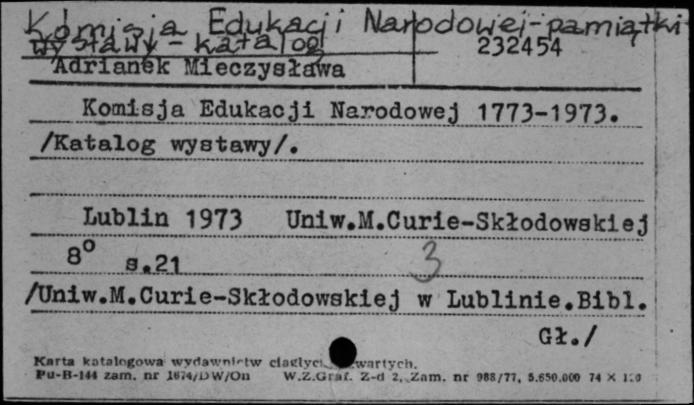 Komisja Edukacji Narodowej-pamiątki
wystawy-katalog
232454
Adrianek Mieczysława
Komisja Edukacji Narodowej 1773-1973.
/Katalog wystawy/.
Lublin 1973 Uniw.M.Curie-Skłodowskiej
8° s.21
3
/Uniw.M.Curie-Skłodowskiej w Lublinie.Bibl.
Gł./
Karta katalogowa wydawnictw ciągłych
Pu-B-144 zam. nr 1674/DW/On W.Z.Graf. Z-d 2, Zam. nr 988/77, 5.650.000 74 X